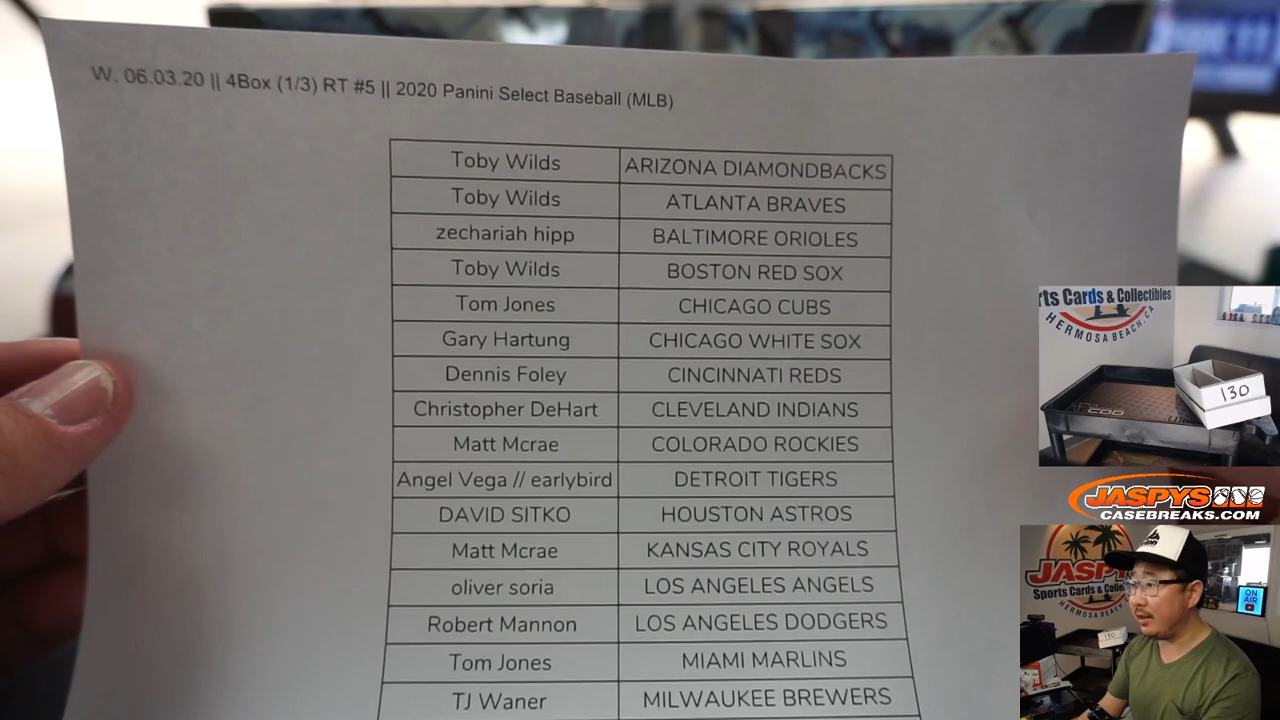 W. 06.03.20 || 4Box (1/3) RT #5 || 2020 Panini Select Baseball (MLB)
Toby Wilds ARIZONA DIAMONDBACKS
Toby Wilds ATLANTA BRAVES
zechariah hipp BALTIMORE ORIOLES
Toby Wilds BOSTON RED SOX
Tom Jones CHICAGO CUBS
Gary Hartung CHICAGO WHITE SOX
Dennis Foley CINCINNATI REDS
Christopher DeHart CLEVELAND INDIANS
Matt Mcrae COLORADO ROCKIES
Angel Vega // earlybird DETROIT TIGERS
DAVID SITKO HOUSTON ASTROS
Matt Mcrae KANSAS CITY ROYALS
oliver soria LOS ANGELES ANGELS
Robert Mannon LOS ANGELES DODGERS
Tom Jones MIAMI MARLINS
TJ Waner MILWAUKEE BREWERS
rts Cards & Collectibles
HERMOSA BEACH, CA
130
JASPYS
CASEBREAKS.COM
JASPY
Sports Cards & Colle
HERMOSA BEACH
130
ON
AIR